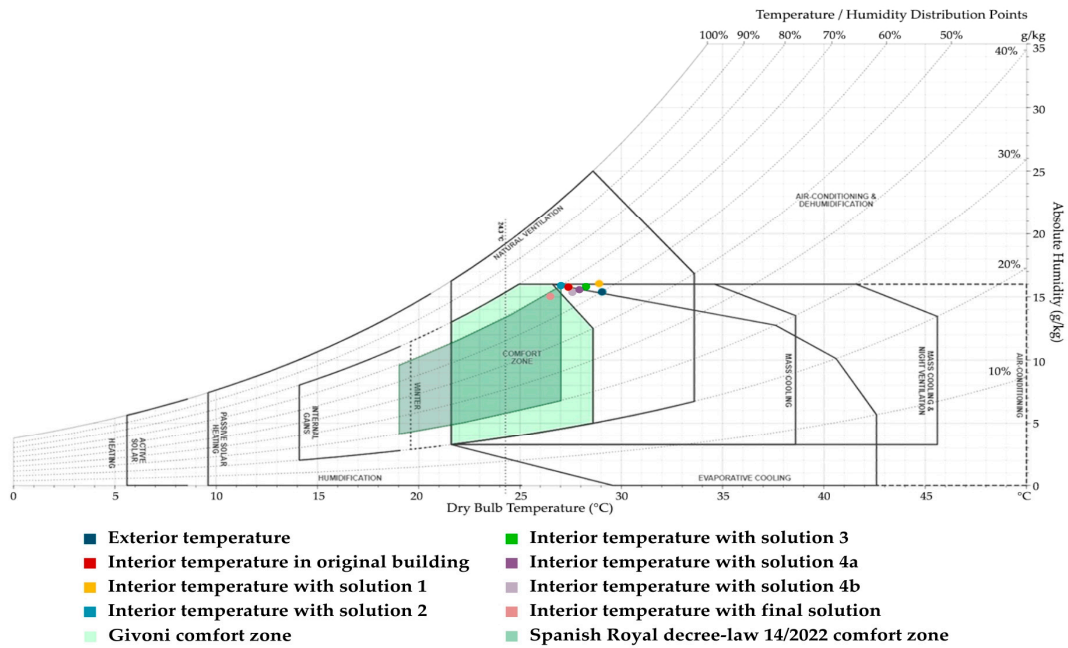 Temperature / Humidity Distribution Points
100% 90% 80% 70% 60% 50% g/kg
40% 35
30
30%
25
AIR-CONDITIONING &
DEHUMIDIFICATION
NATURAL VENTILATION
20
20%
15
Absolute Humidity (g/kg)
COMFORT
ZONE
10
10%
WINTER
MASS COOLING
MASS COOLING &
NIGHT VENTILATION
AIR-CONDITIONING
INTERNAL
GAINS
PASSIVE SOLAR
HEATING
ACTIVE
SOLAR
HEATING
5
HUMIDIFICATION
EVAPORATIVE COOLING
0
0 5 10 15 20 25 30 35 40 45 °C
Dry Bulb Temperature (°C)
Exterior temperature
Interior temperature in original building
Interior temperature with solution 1
Interior temperature with solution 2
Givoni comfort zone
Interior temperature with solution 3
Interior temperature with solution 4a
Interior temperature with solution 4b
Interior temperature with final solution
Spanish Royal decree-law 14/2022 comfort zone